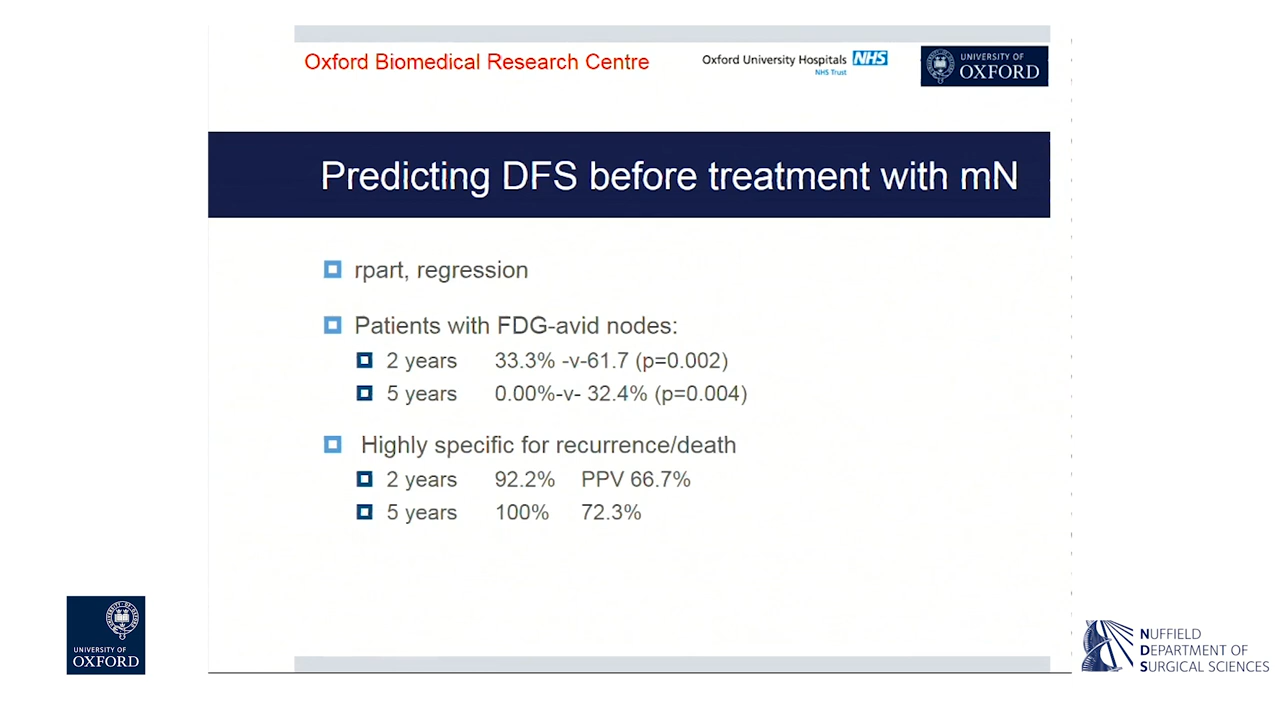 Oxford Biomedical Research Centre
Oxford University Hospitals NHS
NHS Trust
UNIVERSITY OF
OXFORD
Predicting DFS before treatment with mN
rpart, regression
Patients with FDG-avid nodes:
2 years 33.3% -v-61.7 (p=0.002)
5 years 0.00%-v- 32.4% (p=0.004)
Highly specific for recurrence/death
2 years 92.2% PPV 66.7%
5 years 100% 72.3%
UNIVERSITY OF
OXFORD
NUFFIELD
DEPARTMENT OF
SURGICAL SCIENCES